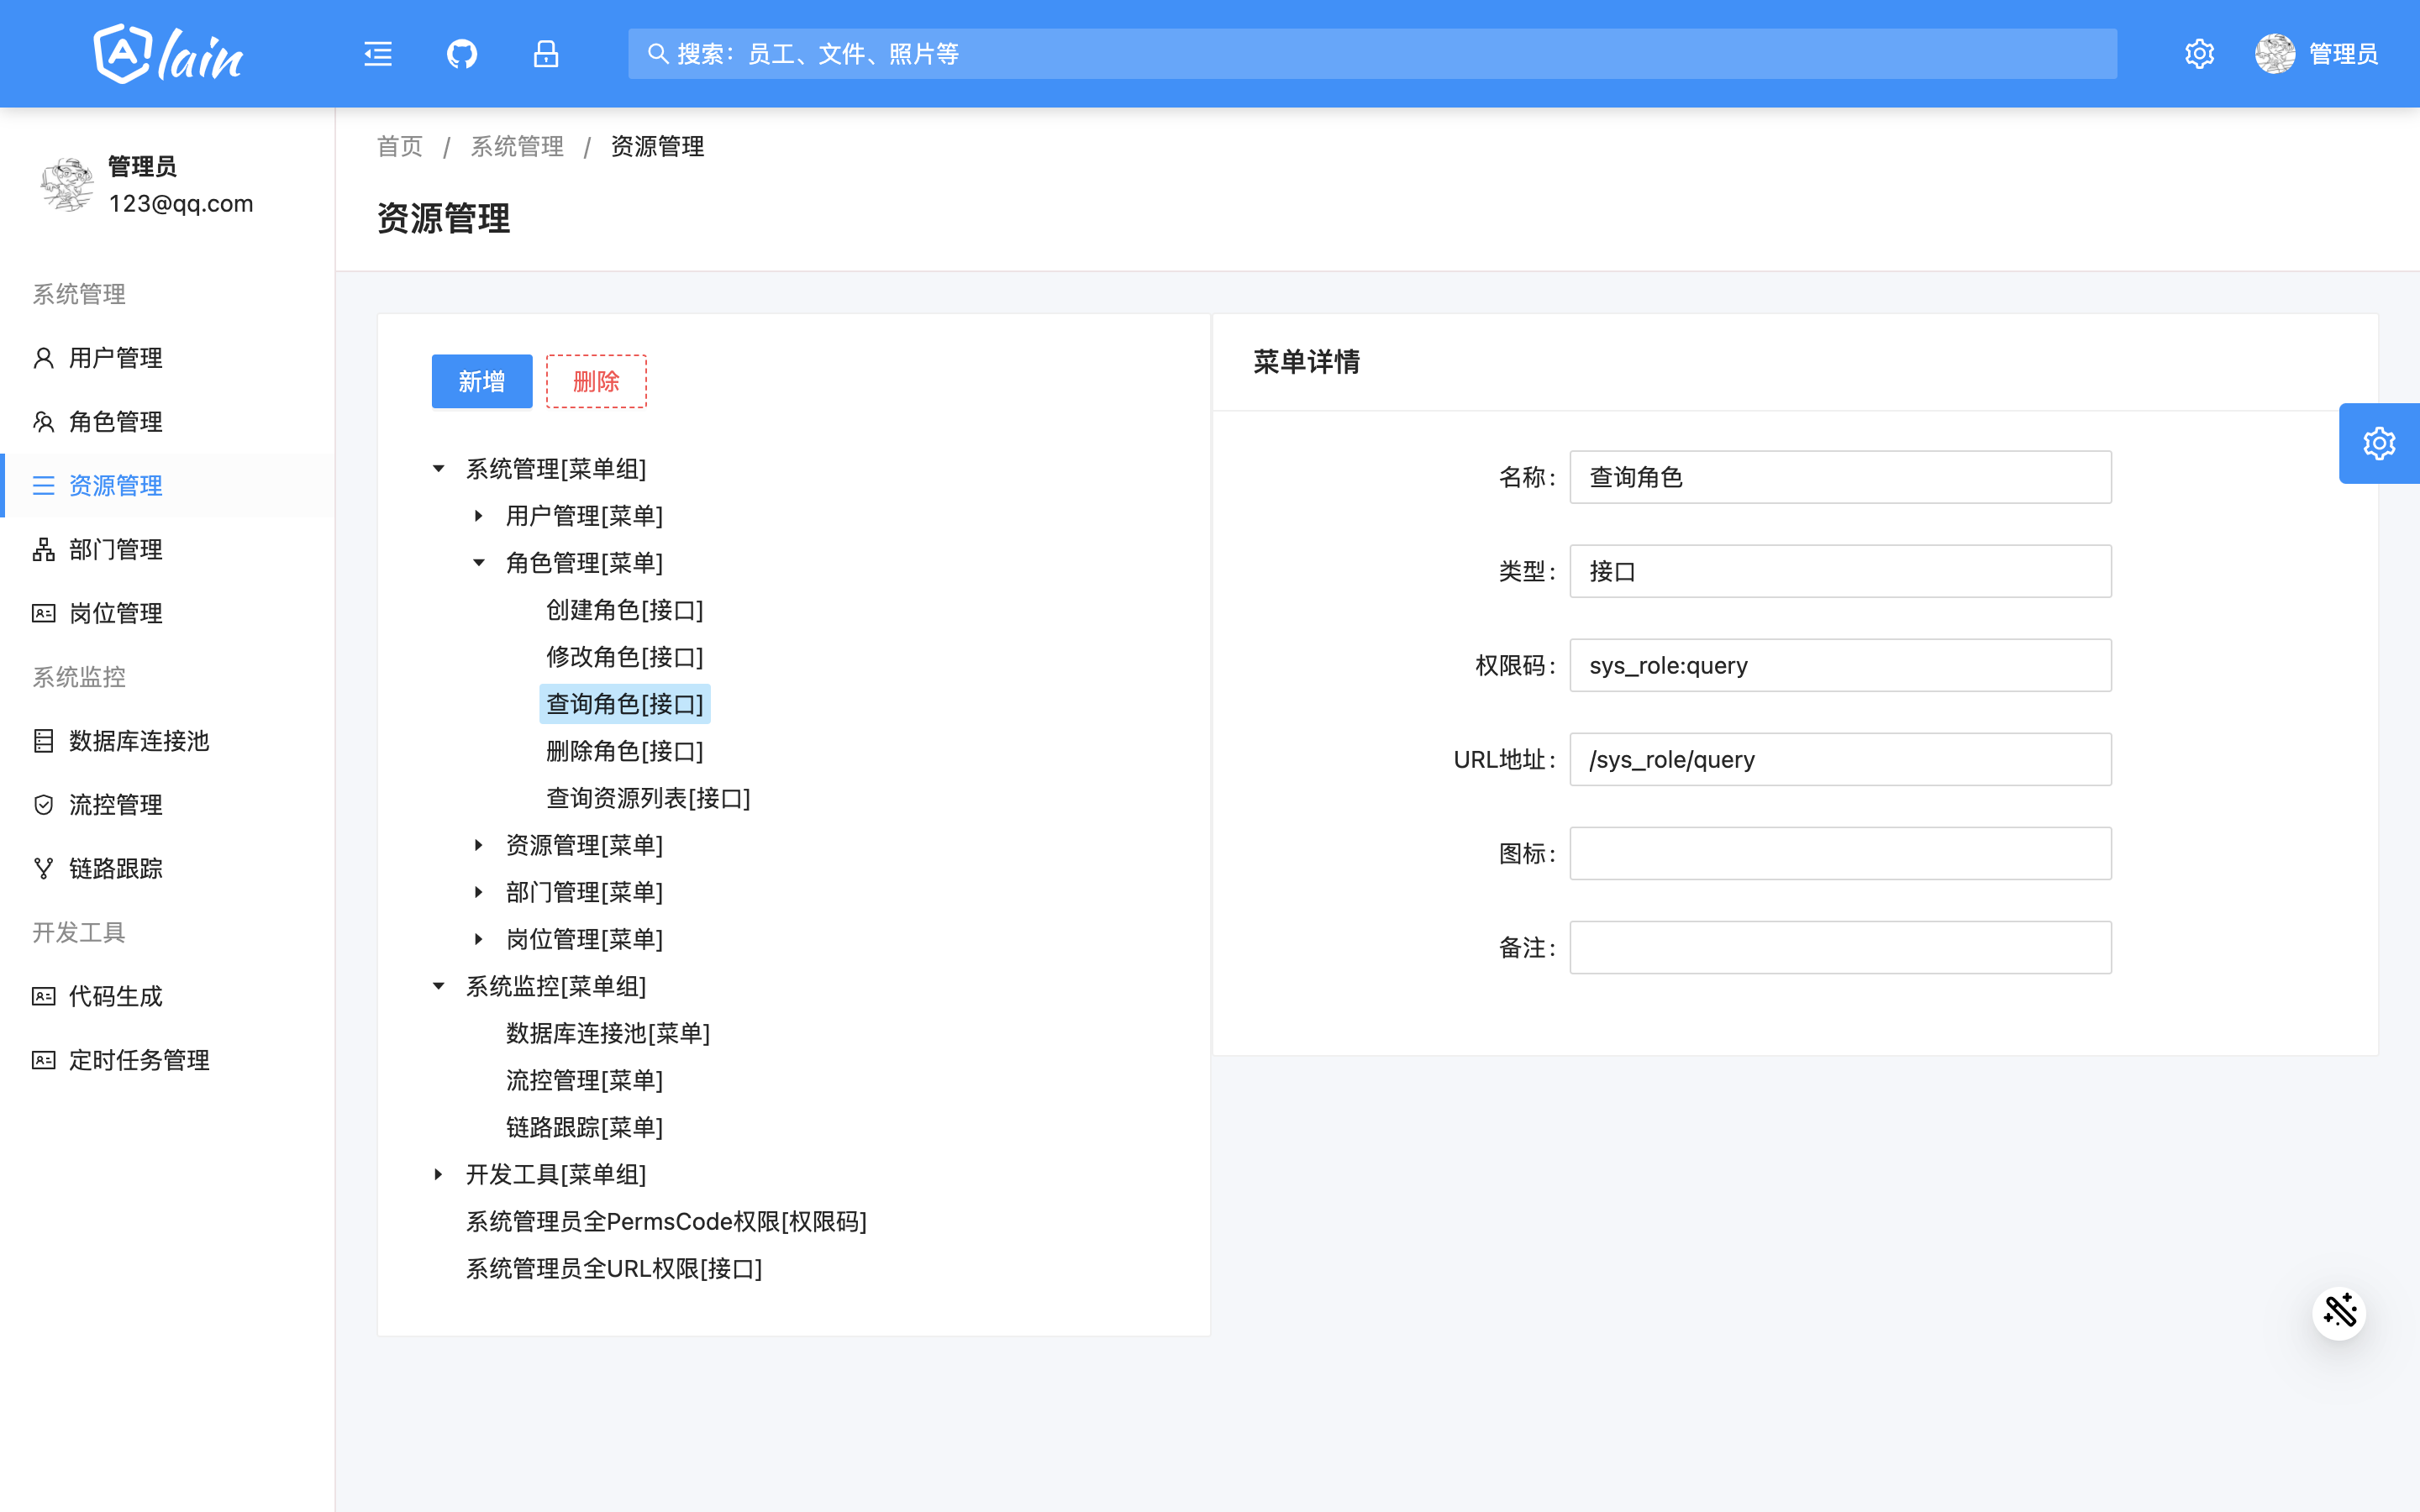 Alain
搜索：员工、文件、照片等
管理员
管理员
123@qq.com
系统管理
用户管理
角色管理
资源管理
部门管理
岗位管理
系统监控
数据库连接池
流控管理
链路跟踪
开发工具
代码生成
定时任务管理
首页 / 系统管理 / 资源管理
资源管理
新增 删除
系统管理[菜单组]
用户管理[菜单]
角色管理[菜单]
创建角色[接口]
修改角色[接口]
查询角色[接口]
删除角色[接口]
查询资源列表[接口]
资源管理[菜单]
部门管理[菜单]
岗位管理[菜单]
系统监控[菜单组]
数据库连接池[菜单]
流控管理[菜单]
链路跟踪[菜单]
开发工具[菜单组]
系统管理员全PermsCode权限[权限码]
系统管理员全URL权限[接口]
菜单详情
名称： 查询角色
类型： 接口
权限码： sys_role:query
URL地址： /sys_role/query
图标：
备注：